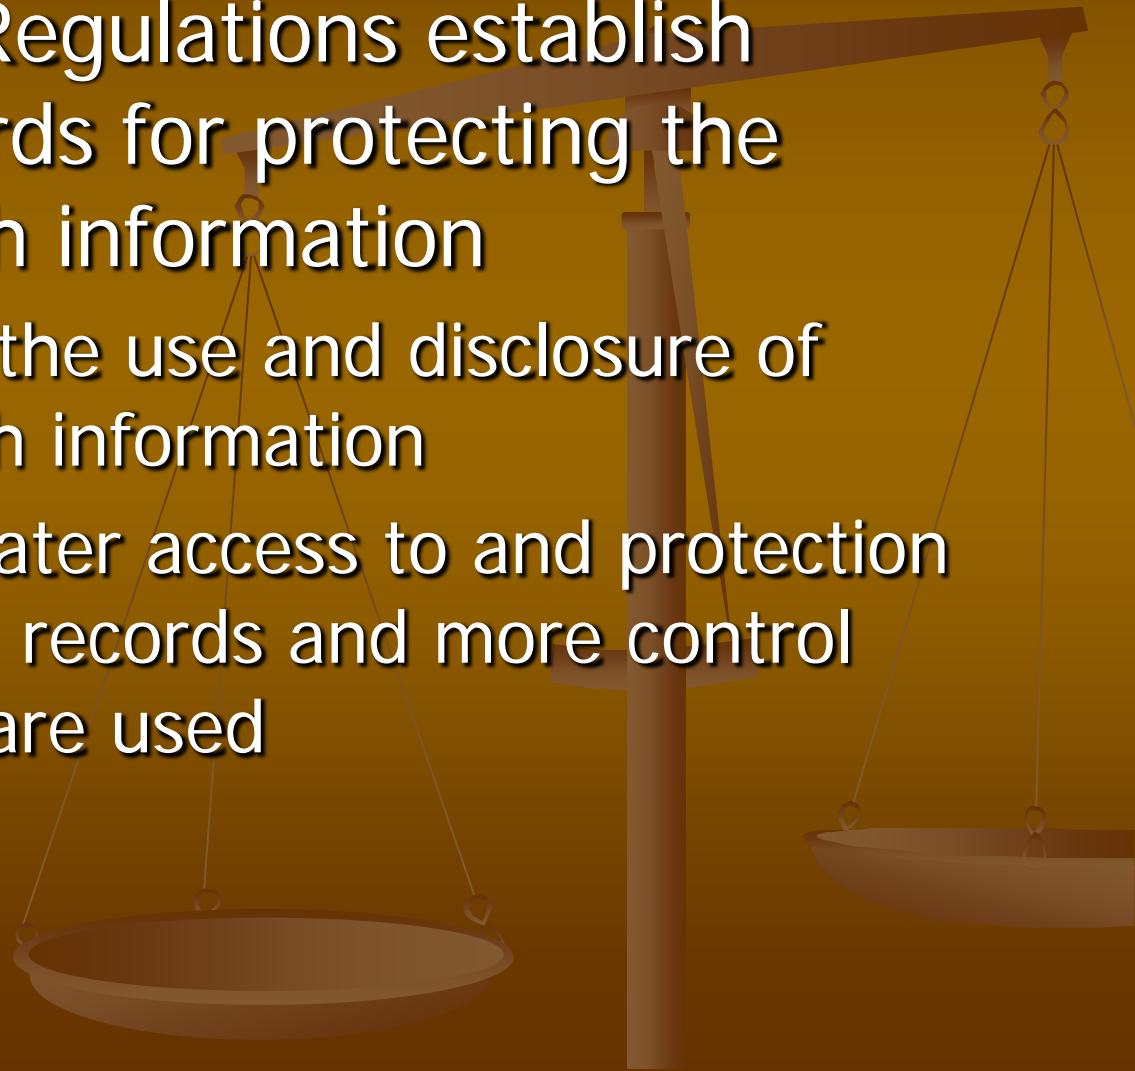 Regulations establish
rds for protecting the
h information
the use and disclosure of
h information
ater access to and protection
records and more control
are used